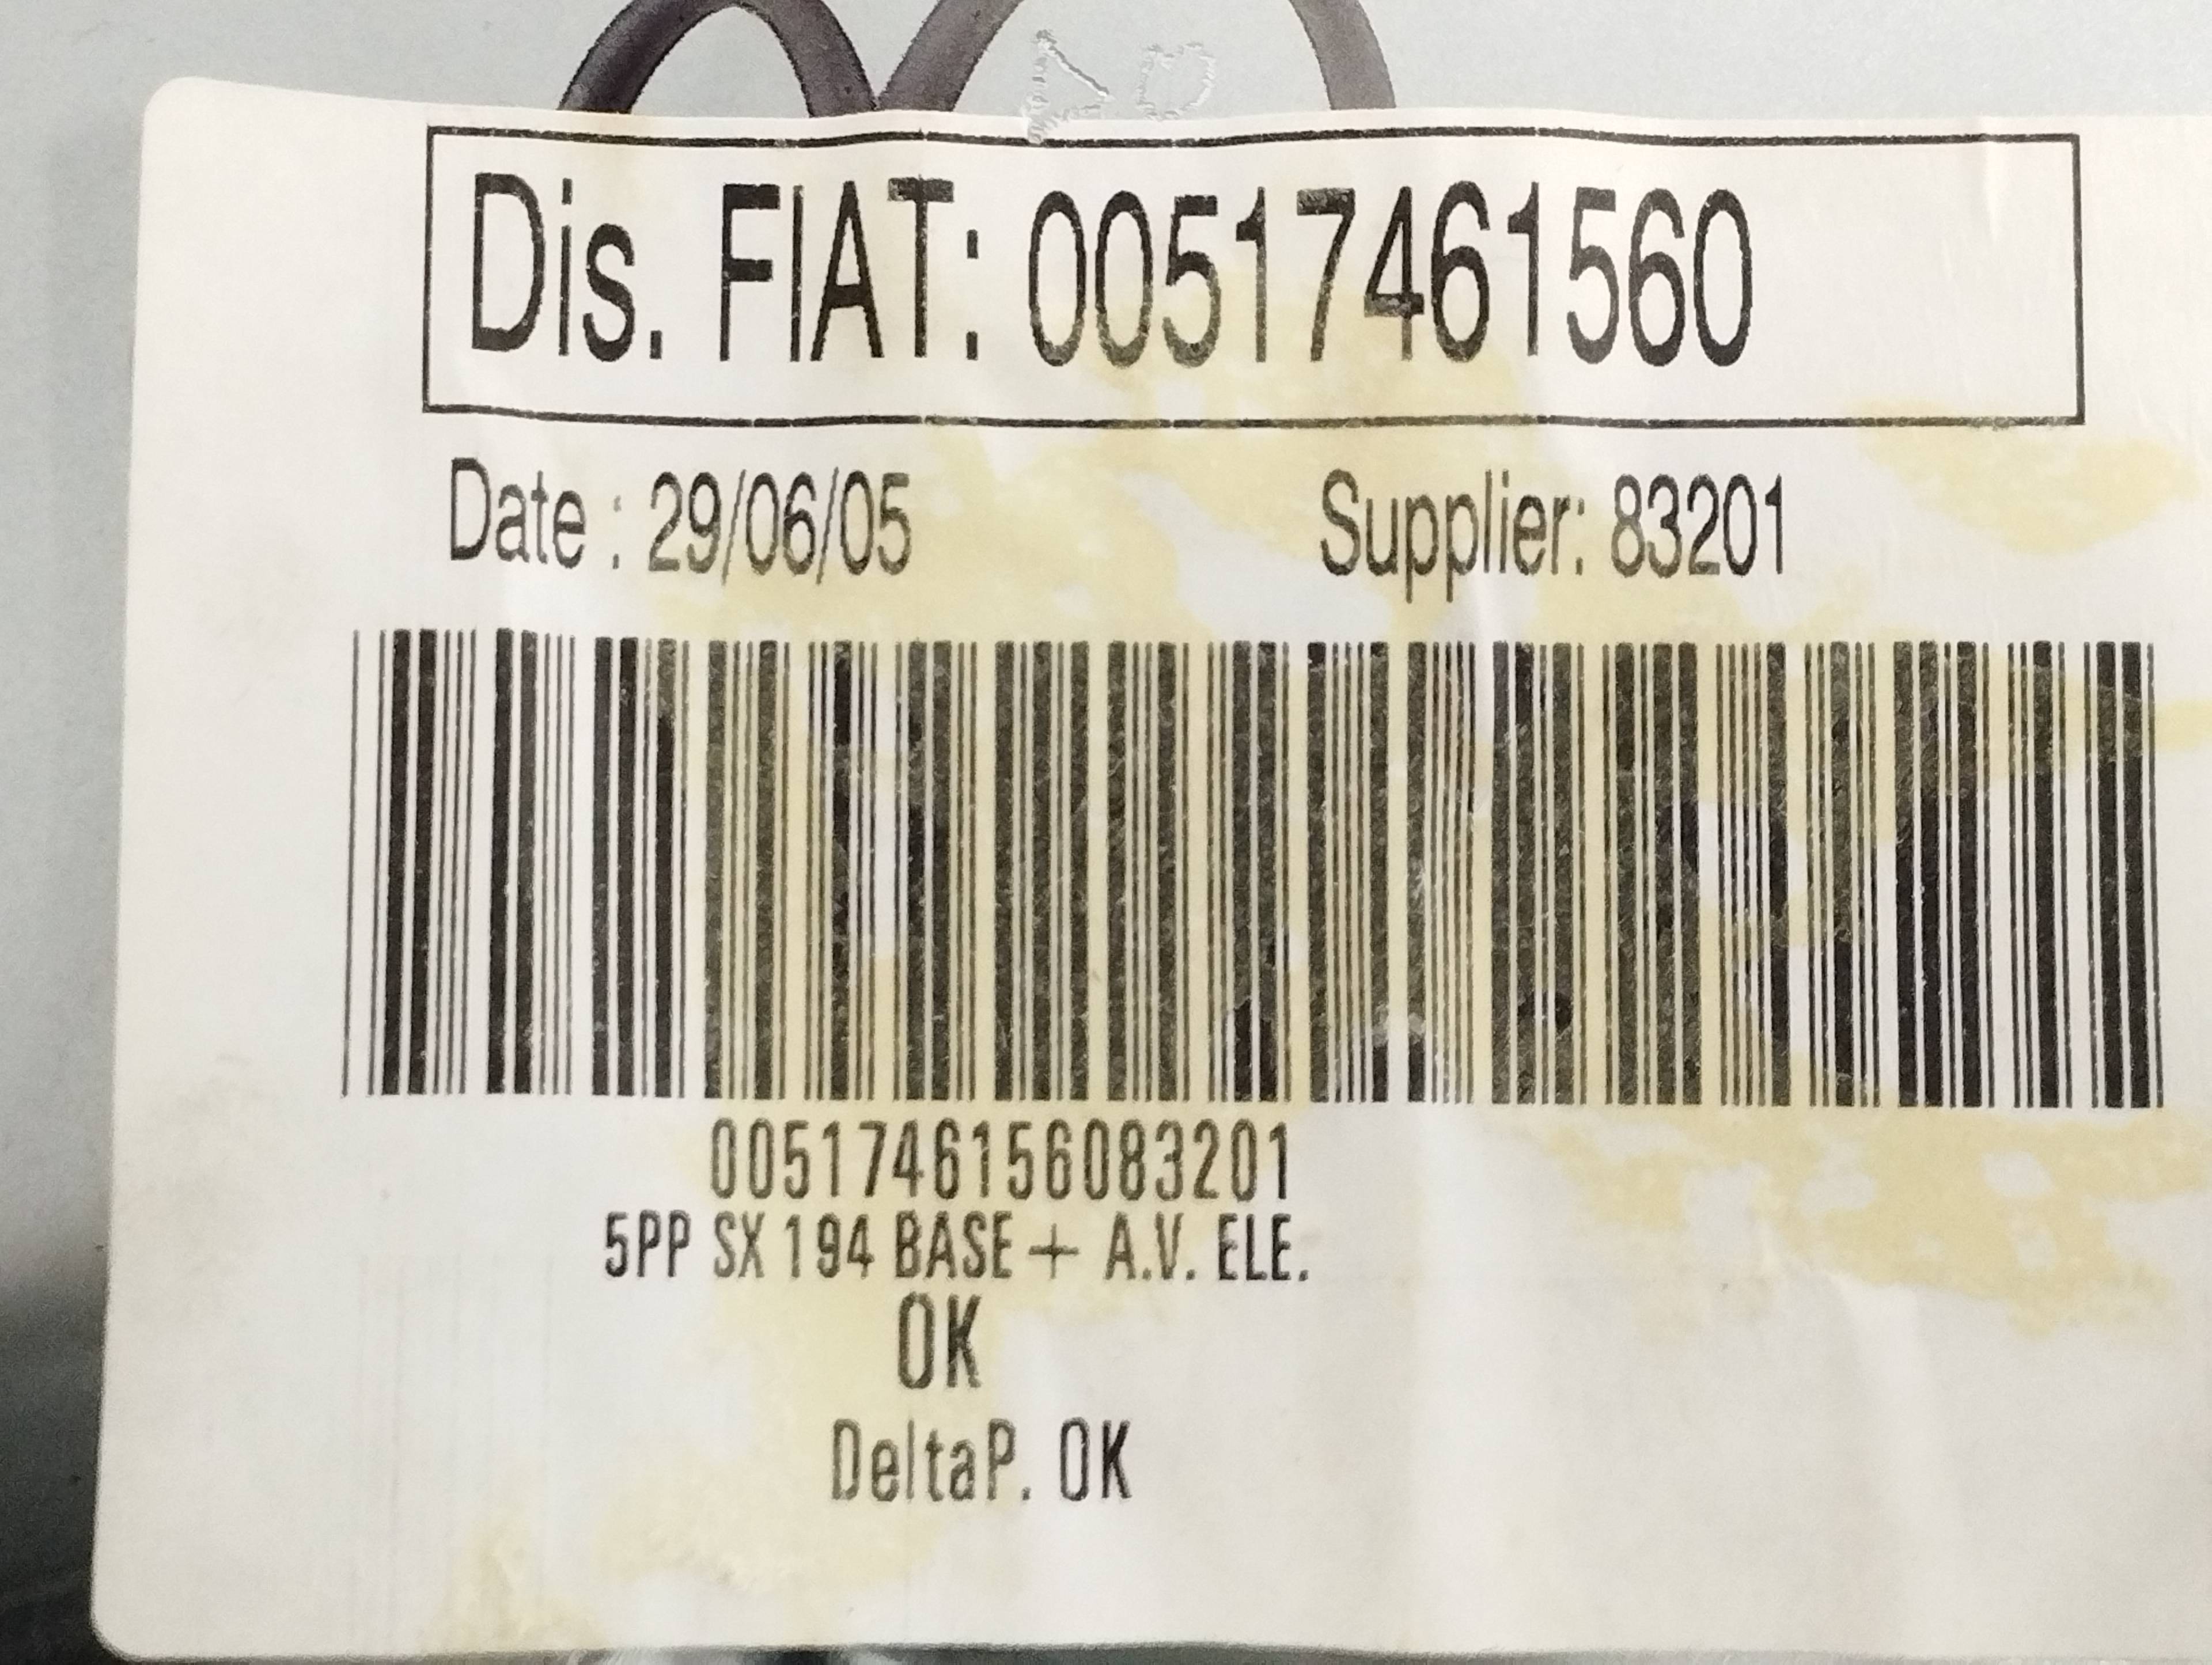 Dis. FIAT: 00517461560
Date : 29/06/05 Supplier: 83201
0051746156083201
5PP SX 194 BASE + A.V. ELE.
OK
DeltaP. OK